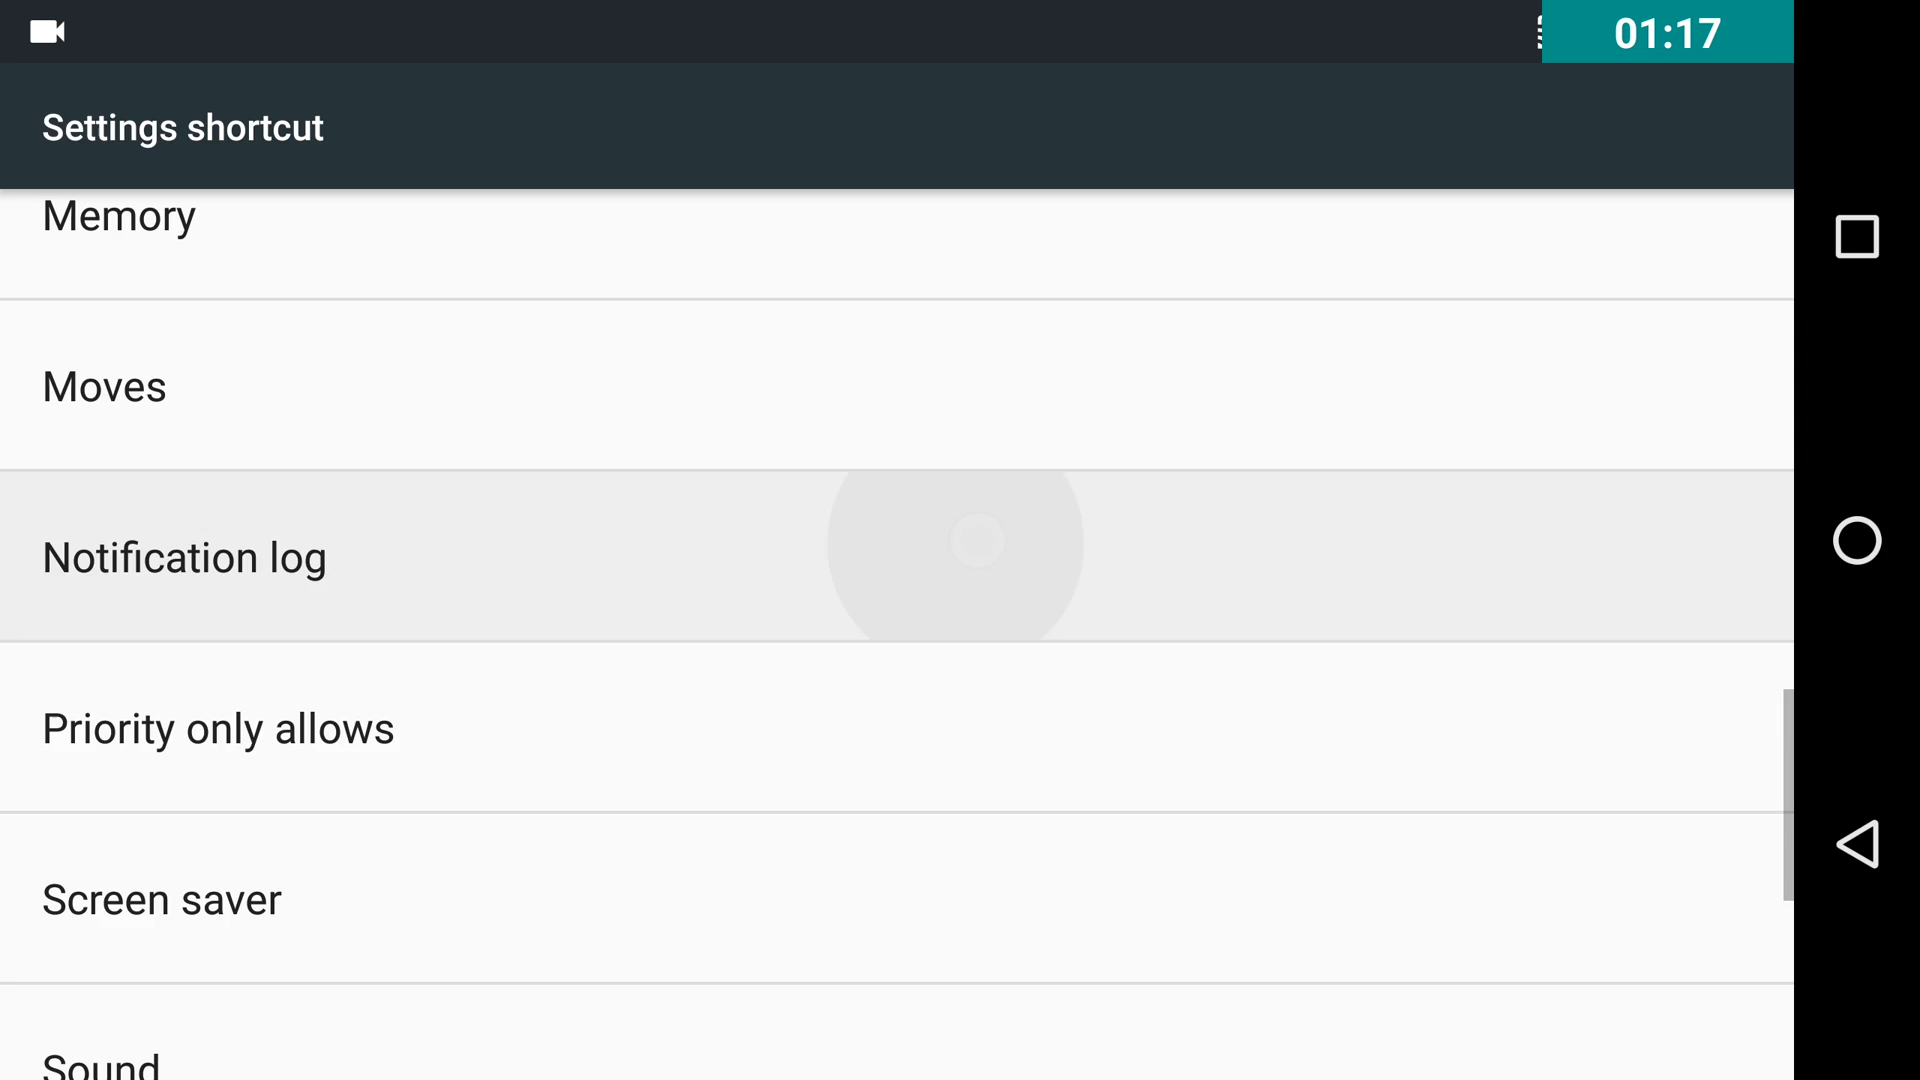 01:17
Settings shortcut
Memory
Moves
Notification log
Priority only allows
Screen saver
Sound